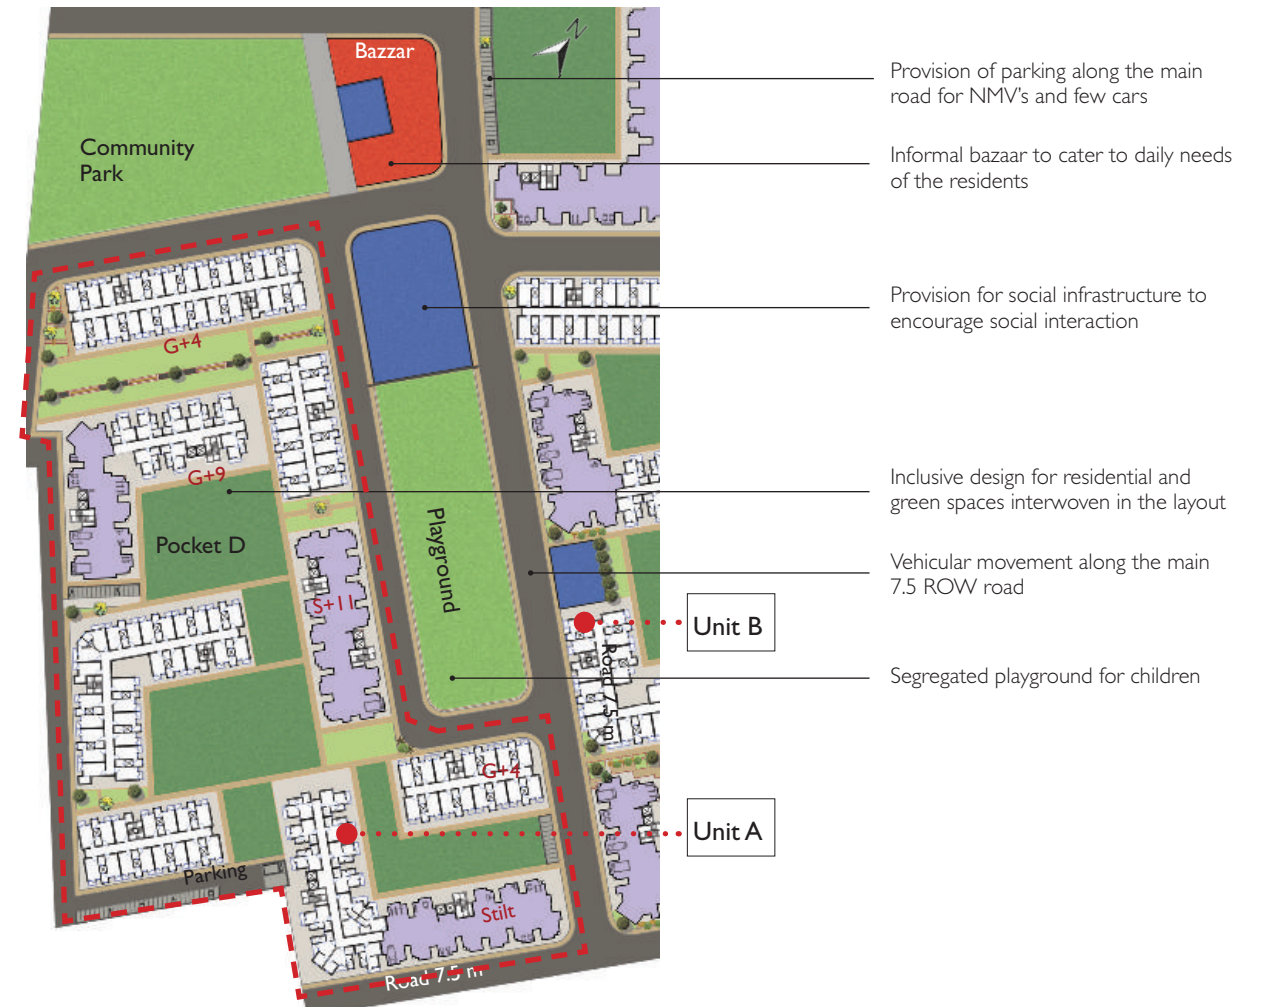 Bazzar
N
Community
Park
Provision of parking along the main
road for NMV's and few cars
Informal bazaar to cater to daily needs
of the residents
Provision for social infrastructure to
encourage social interaction
G+4
G+9
Inclusive design for residential and
green spaces interwoven in the layout
Pocket D
Playground
Vehicular movement along the main
7.5 ROW road
S+11
Unit B
Road 7.5 m
Segregated playground for children
G+4
Unit A
Parking
Stilt
Road 7.5 m